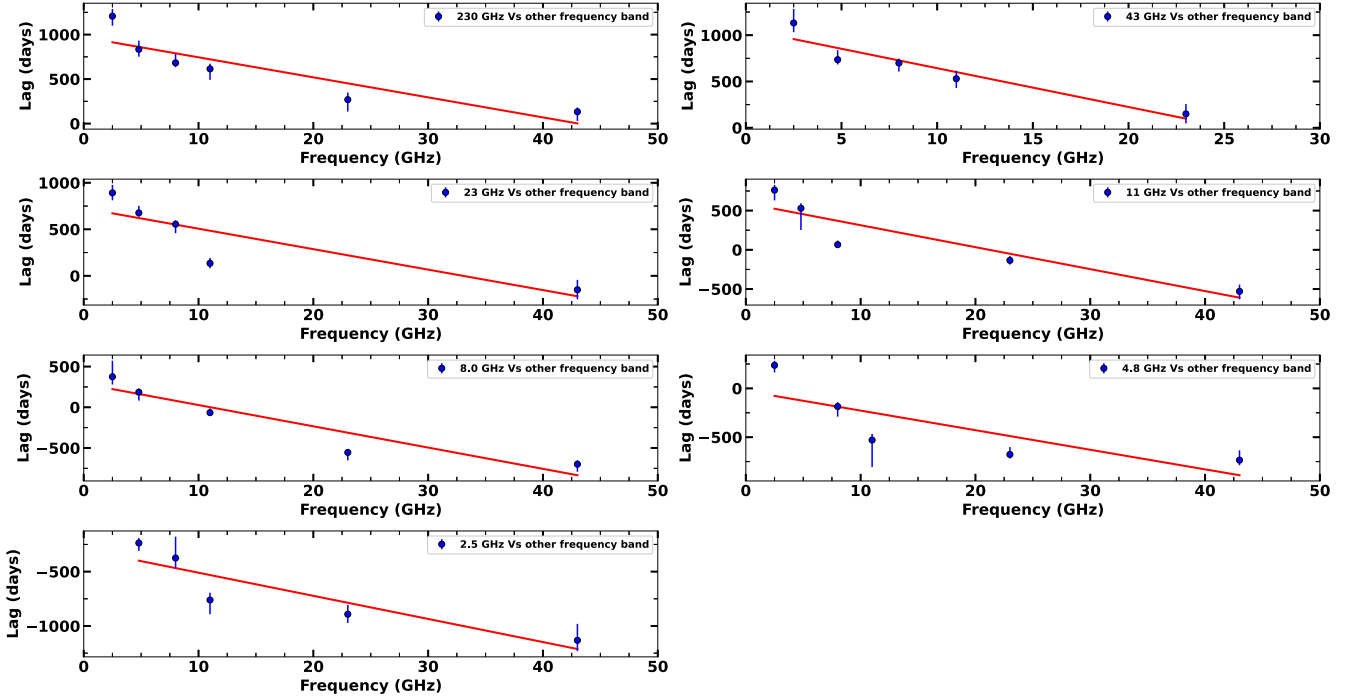 230 GHz Vs other frequency band
1000
500
0
Lag (days)
0 10 20 30 40 50
Frequency (GHz)
43 GHz Vs other frequency band
1000
500
0
Lag (days)
0 5 10 15 20 25 30
Frequency (GHz)
23 GHz Vs other frequency band
1000
500
0
Lag (days)
0 10 20 30 40 50
Frequency (GHz)
11 GHz Vs other frequency band
500
0
−500
Lag (days)
0 10 20 30 40 50
Frequency (GHz)
8.0 GHz Vs other frequency band
500
0
−500
Lag (days)
0 10 20 30 40 50
Frequency (GHz)
4.8 GHz Vs other frequency band
0
−500
Lag (days)
0 10 20 30 40 50
Frequency (GHz)
2.5 GHz Vs other frequency band
−500
−1000
Lag (days)
0 10 20 30 40 50
Frequency (GHz)